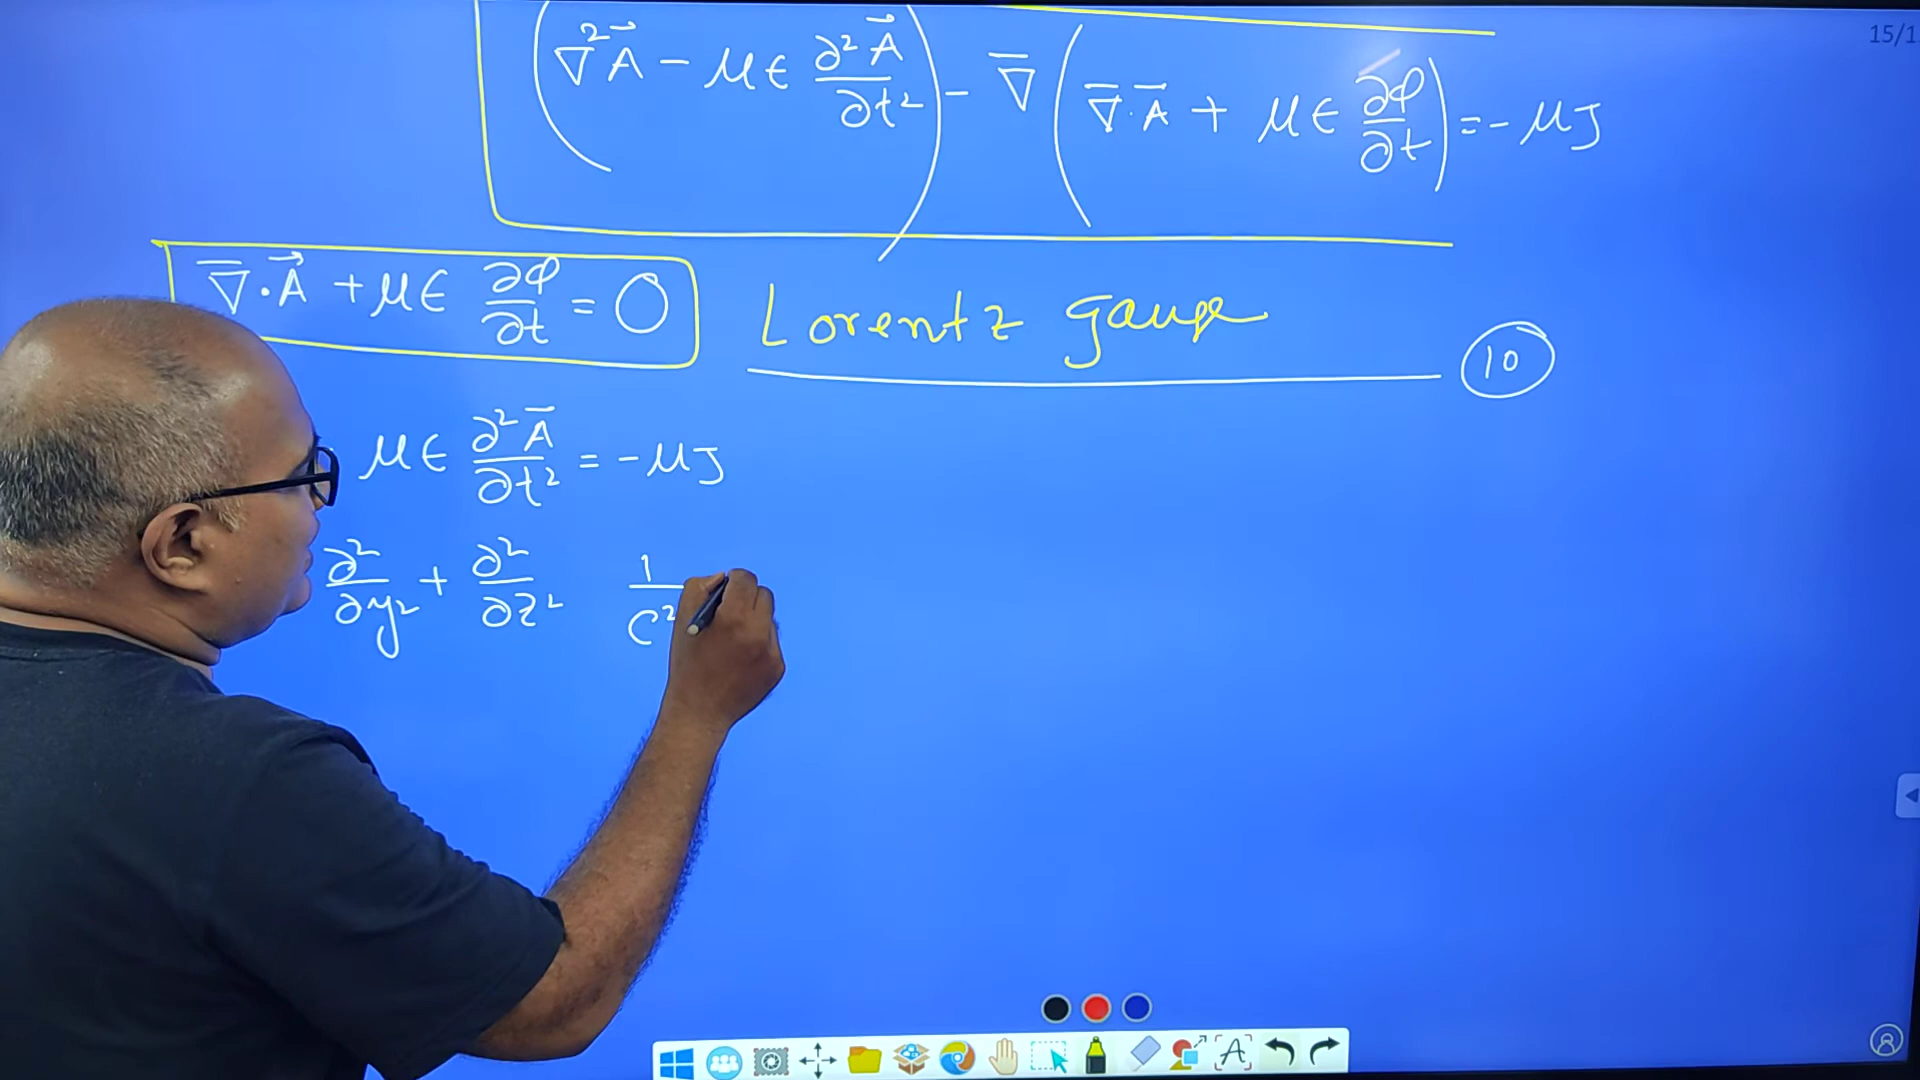 15/1
(∇²A⃗ - μϵ ∂²A⃗/∂t²) - ∇̅ (∇̅·A̅ + μϵ ∂φ/∂t) = - μJ
∇̅·A⃗ + μϵ ∂φ/∂t = 0 Lorentz gauge 10
μϵ ∂²A̅/∂t² = - μJ
∂²/∂y² + ∂²/∂z² 1/c²